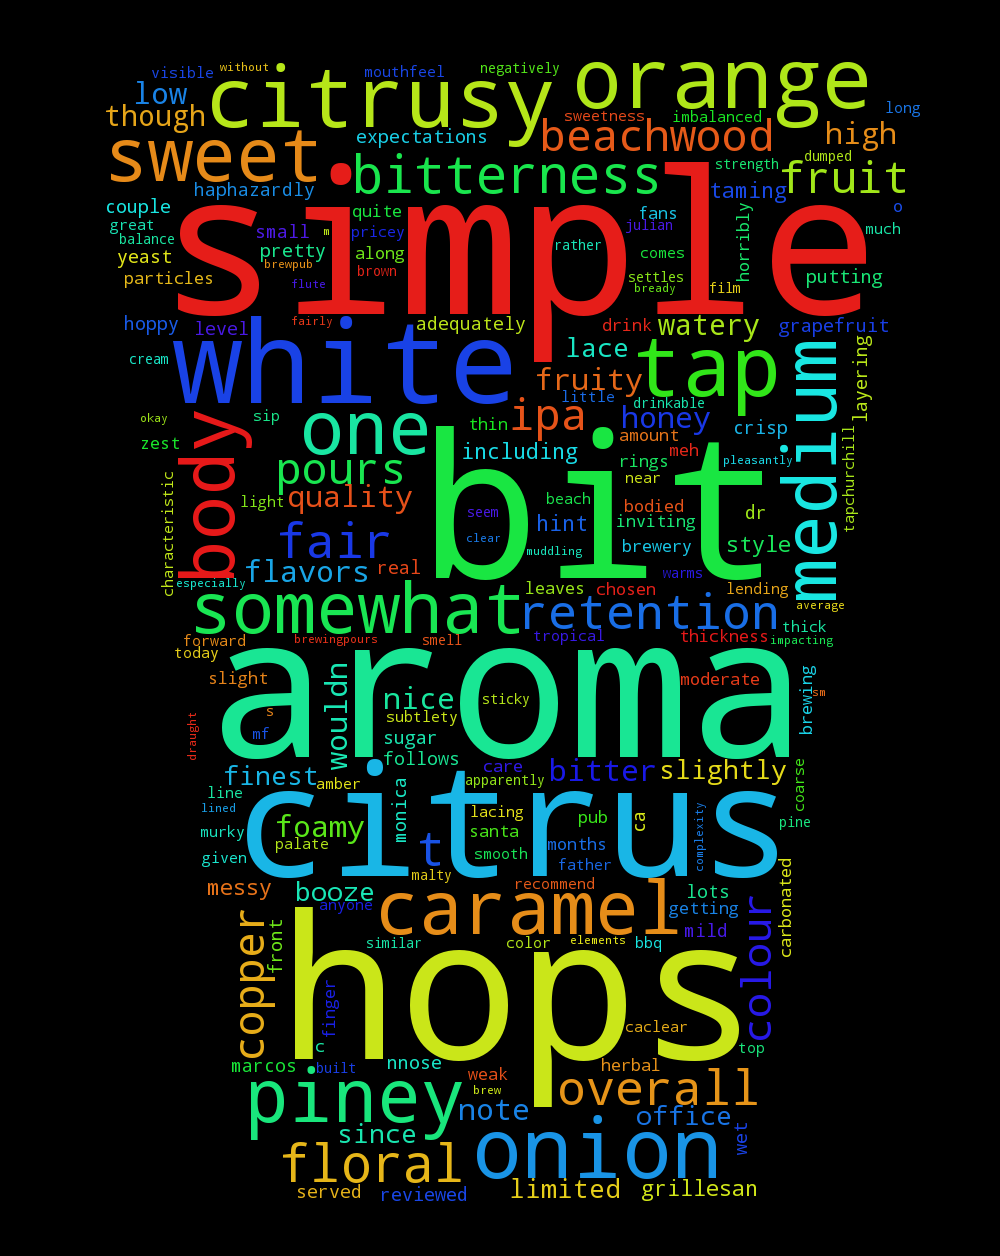 without
visible
mouthfeel
negatively
low
citrusy
orange
though
long
sweetness
imbalanced
beachwood
high
expectations
sweet
bitterness
strength
dumped
fruit
haphazardly
taming
simple
couple
quite
fans
o
great
small
m
pricey
julian
horribly
much
balance
pretty
along
rather
comes
yeast
brewpub
brown
settles
putting
particles
flute
bready
film
hoppy
level
fairly
adequately
drink
watery
grapefruit
white
cream
lace
tap
medium
layering
fruity
little
drinkable
okay
sip
body
one
thin
ipa
honey
crisp
zest
amount
including
meh
pours
rings
near
pleasantly
tapchurchill
characteristic
light
quality
bit
beach
bodied
dr
seem
hint
inviting
fair
clear
muddling
brewery
style
flavors
real
warms
especially
leaves
chosen
lending
average
somewhat
retention
thick
forward
brewingpours
smell
tropical
thickness
impacting
today
aroma
slight
wouldn
nice
sticky
moderate
brewing
sm
s
subtlety
draught
mf
sugar
follows
finest
amber
care
bitter
slightly
apparently
coarse
line
monica
citrus
lined
lacing
pub
ca
complexity
murky
foamy
santa
pine
palate
t
months
given
smooth
father
malty
messy
booze
recommend
lots
carbonated
anyone
caramel
getting
copper
front
mild
colour
similar
color
elements
bbq
hops
finger
caclear
c
top
marcos
built
nnose
weak
herbal
piney
brew
overall
note
office
since
onion
wet
floral
served
reviewed
limited
grillesan